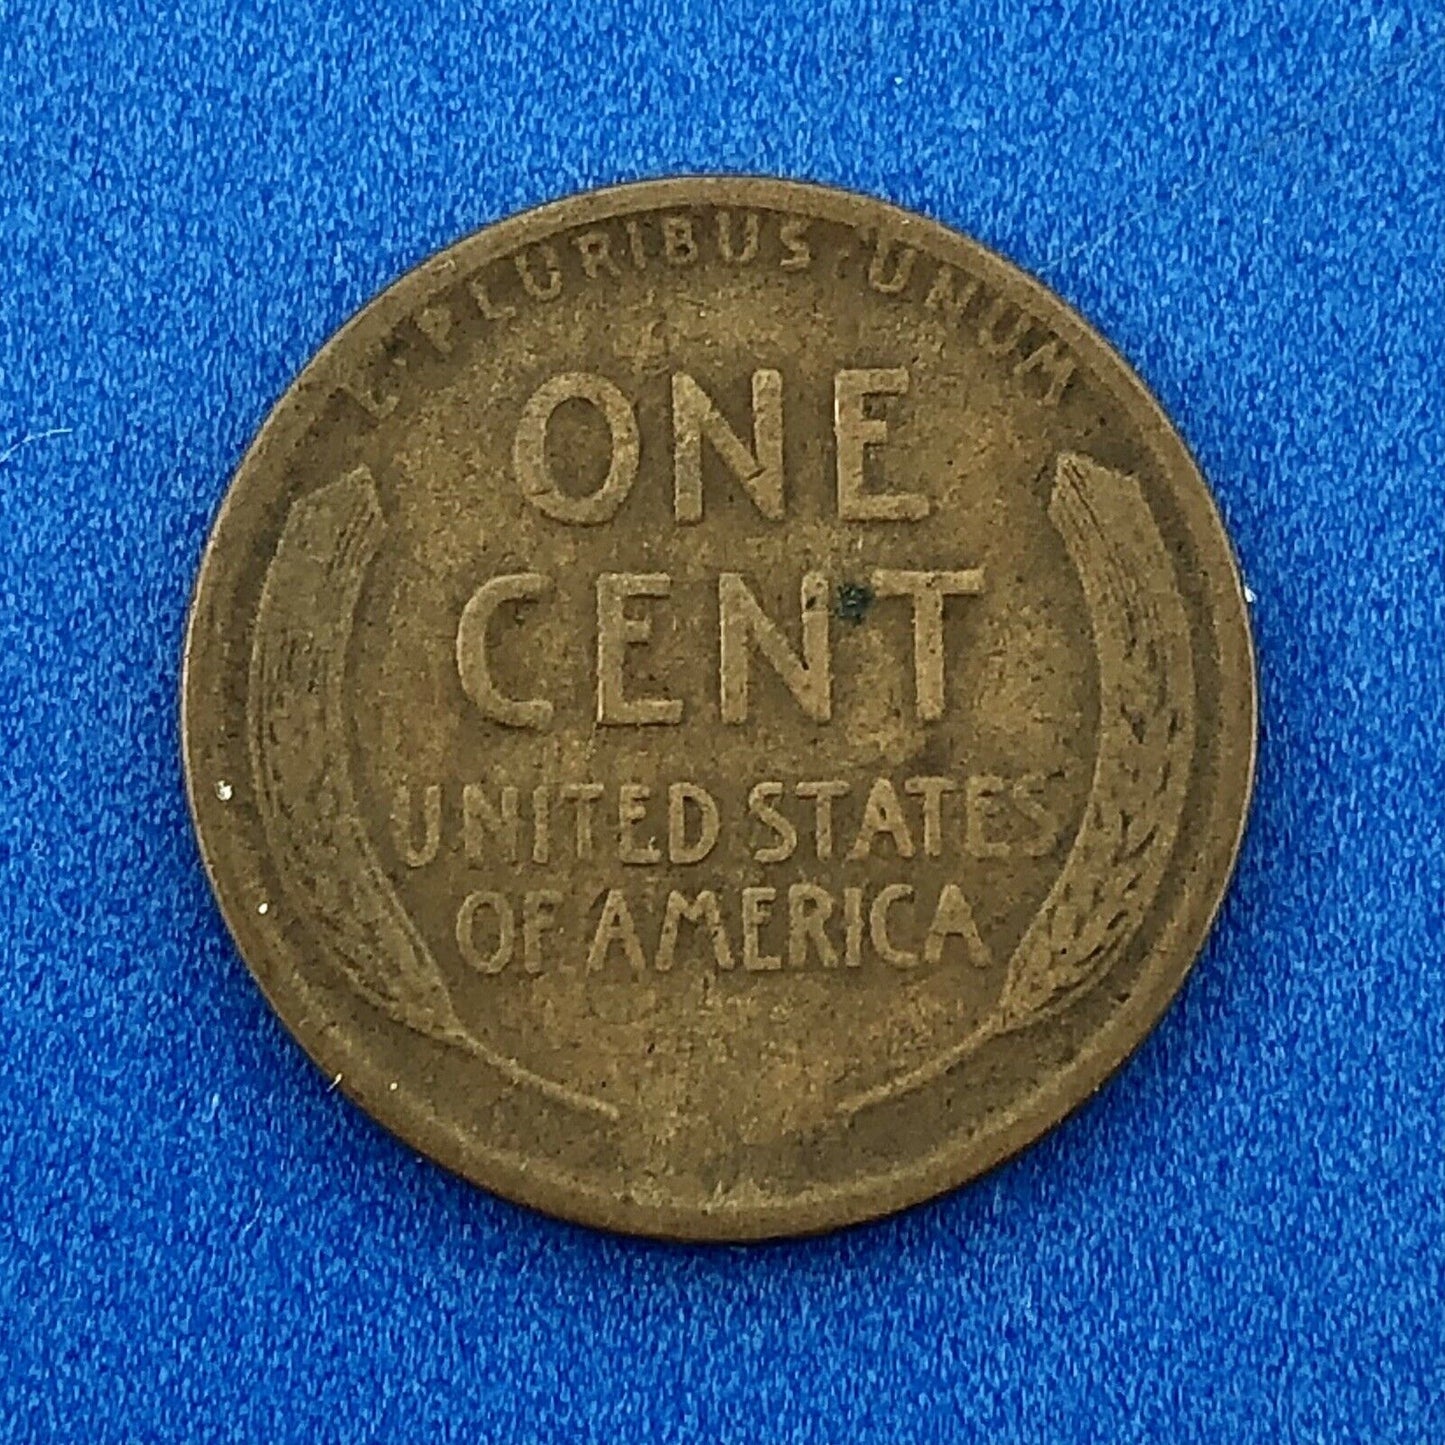 E·PLURIBUS·UNUM
ONE
CENT
UNITED STATES
OF AMERICA